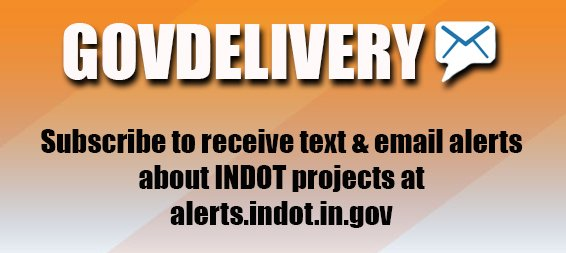 GOVDELIVERY
Subscribe to receive text & email alerts
about INDOT projects at
alerts.indot.in.gov